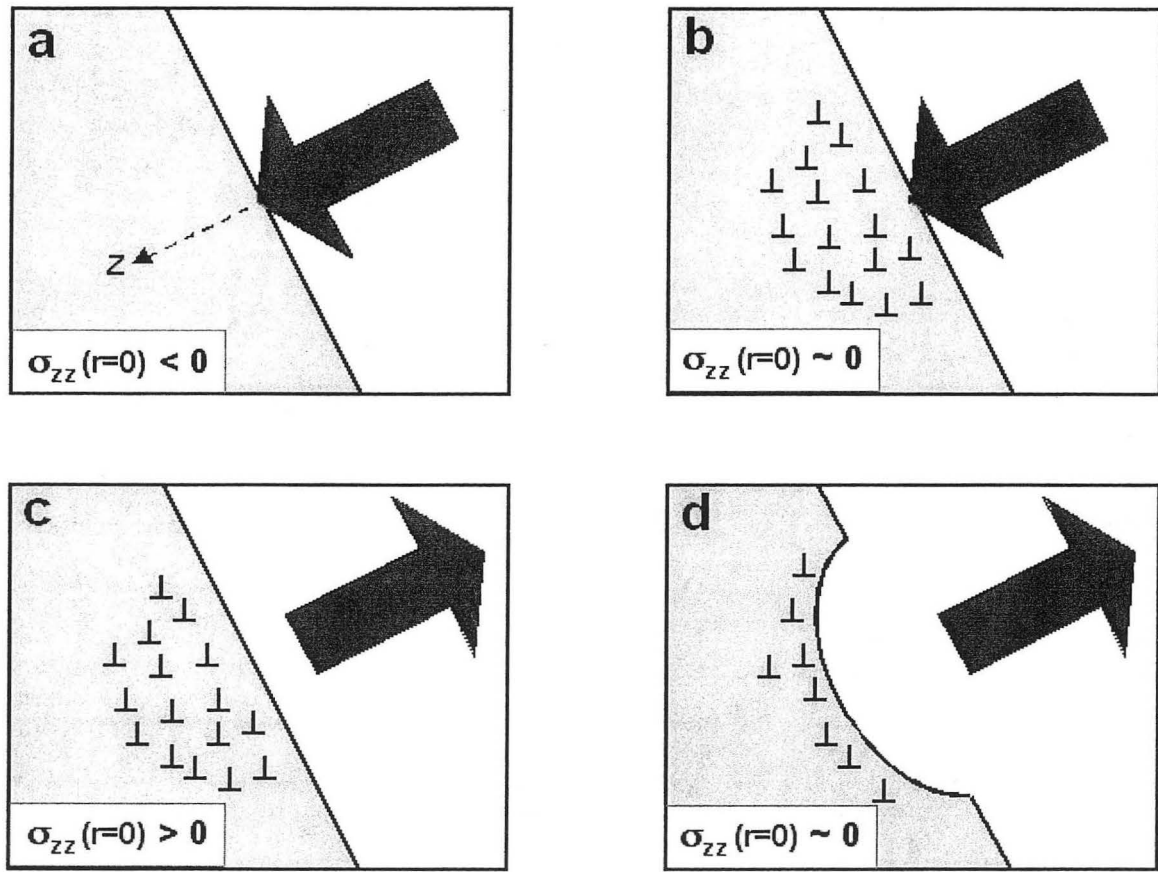 a
z
σzz (r=0) < 0
b
σzz (r=0) ~ 0
c
σzz (r=0) > 0
d
σzz (r=0) ~ 0